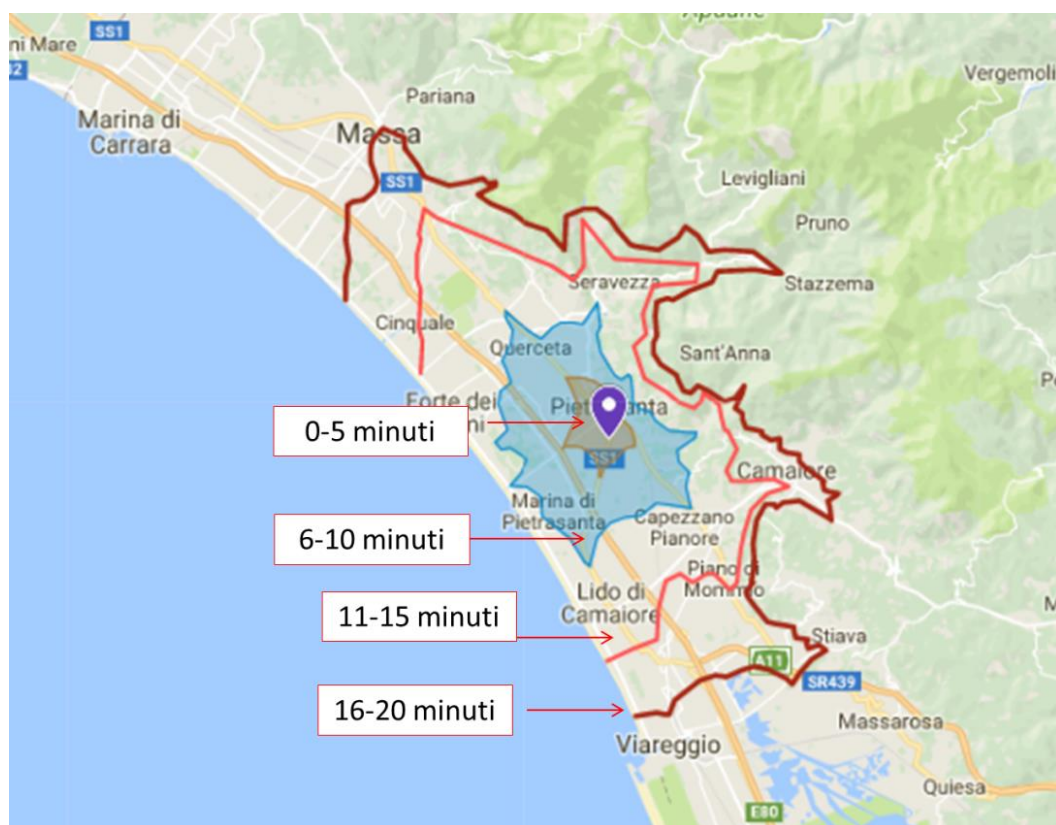 Apuane
SS1
ni Mare
Vergemoli
Pariana
Marina di
Carrara
Massa
SS1
Levigliani
Pruno
Seravezza
Stazzema
Cinquale
Querceta
Sant'Anna
Forte dei
Pietrasanta
0-5 minuti
SS1
Camaiore
Marina di
Pietrasanta
Capezzano
Pianore
6-10 minuti
Piano di
Mommio
Lido di
Camaiore
11-15 minuti
Stiava
A11
SR439
16-20 minuti
Massarosa
Viareggio
Quiesa
E80